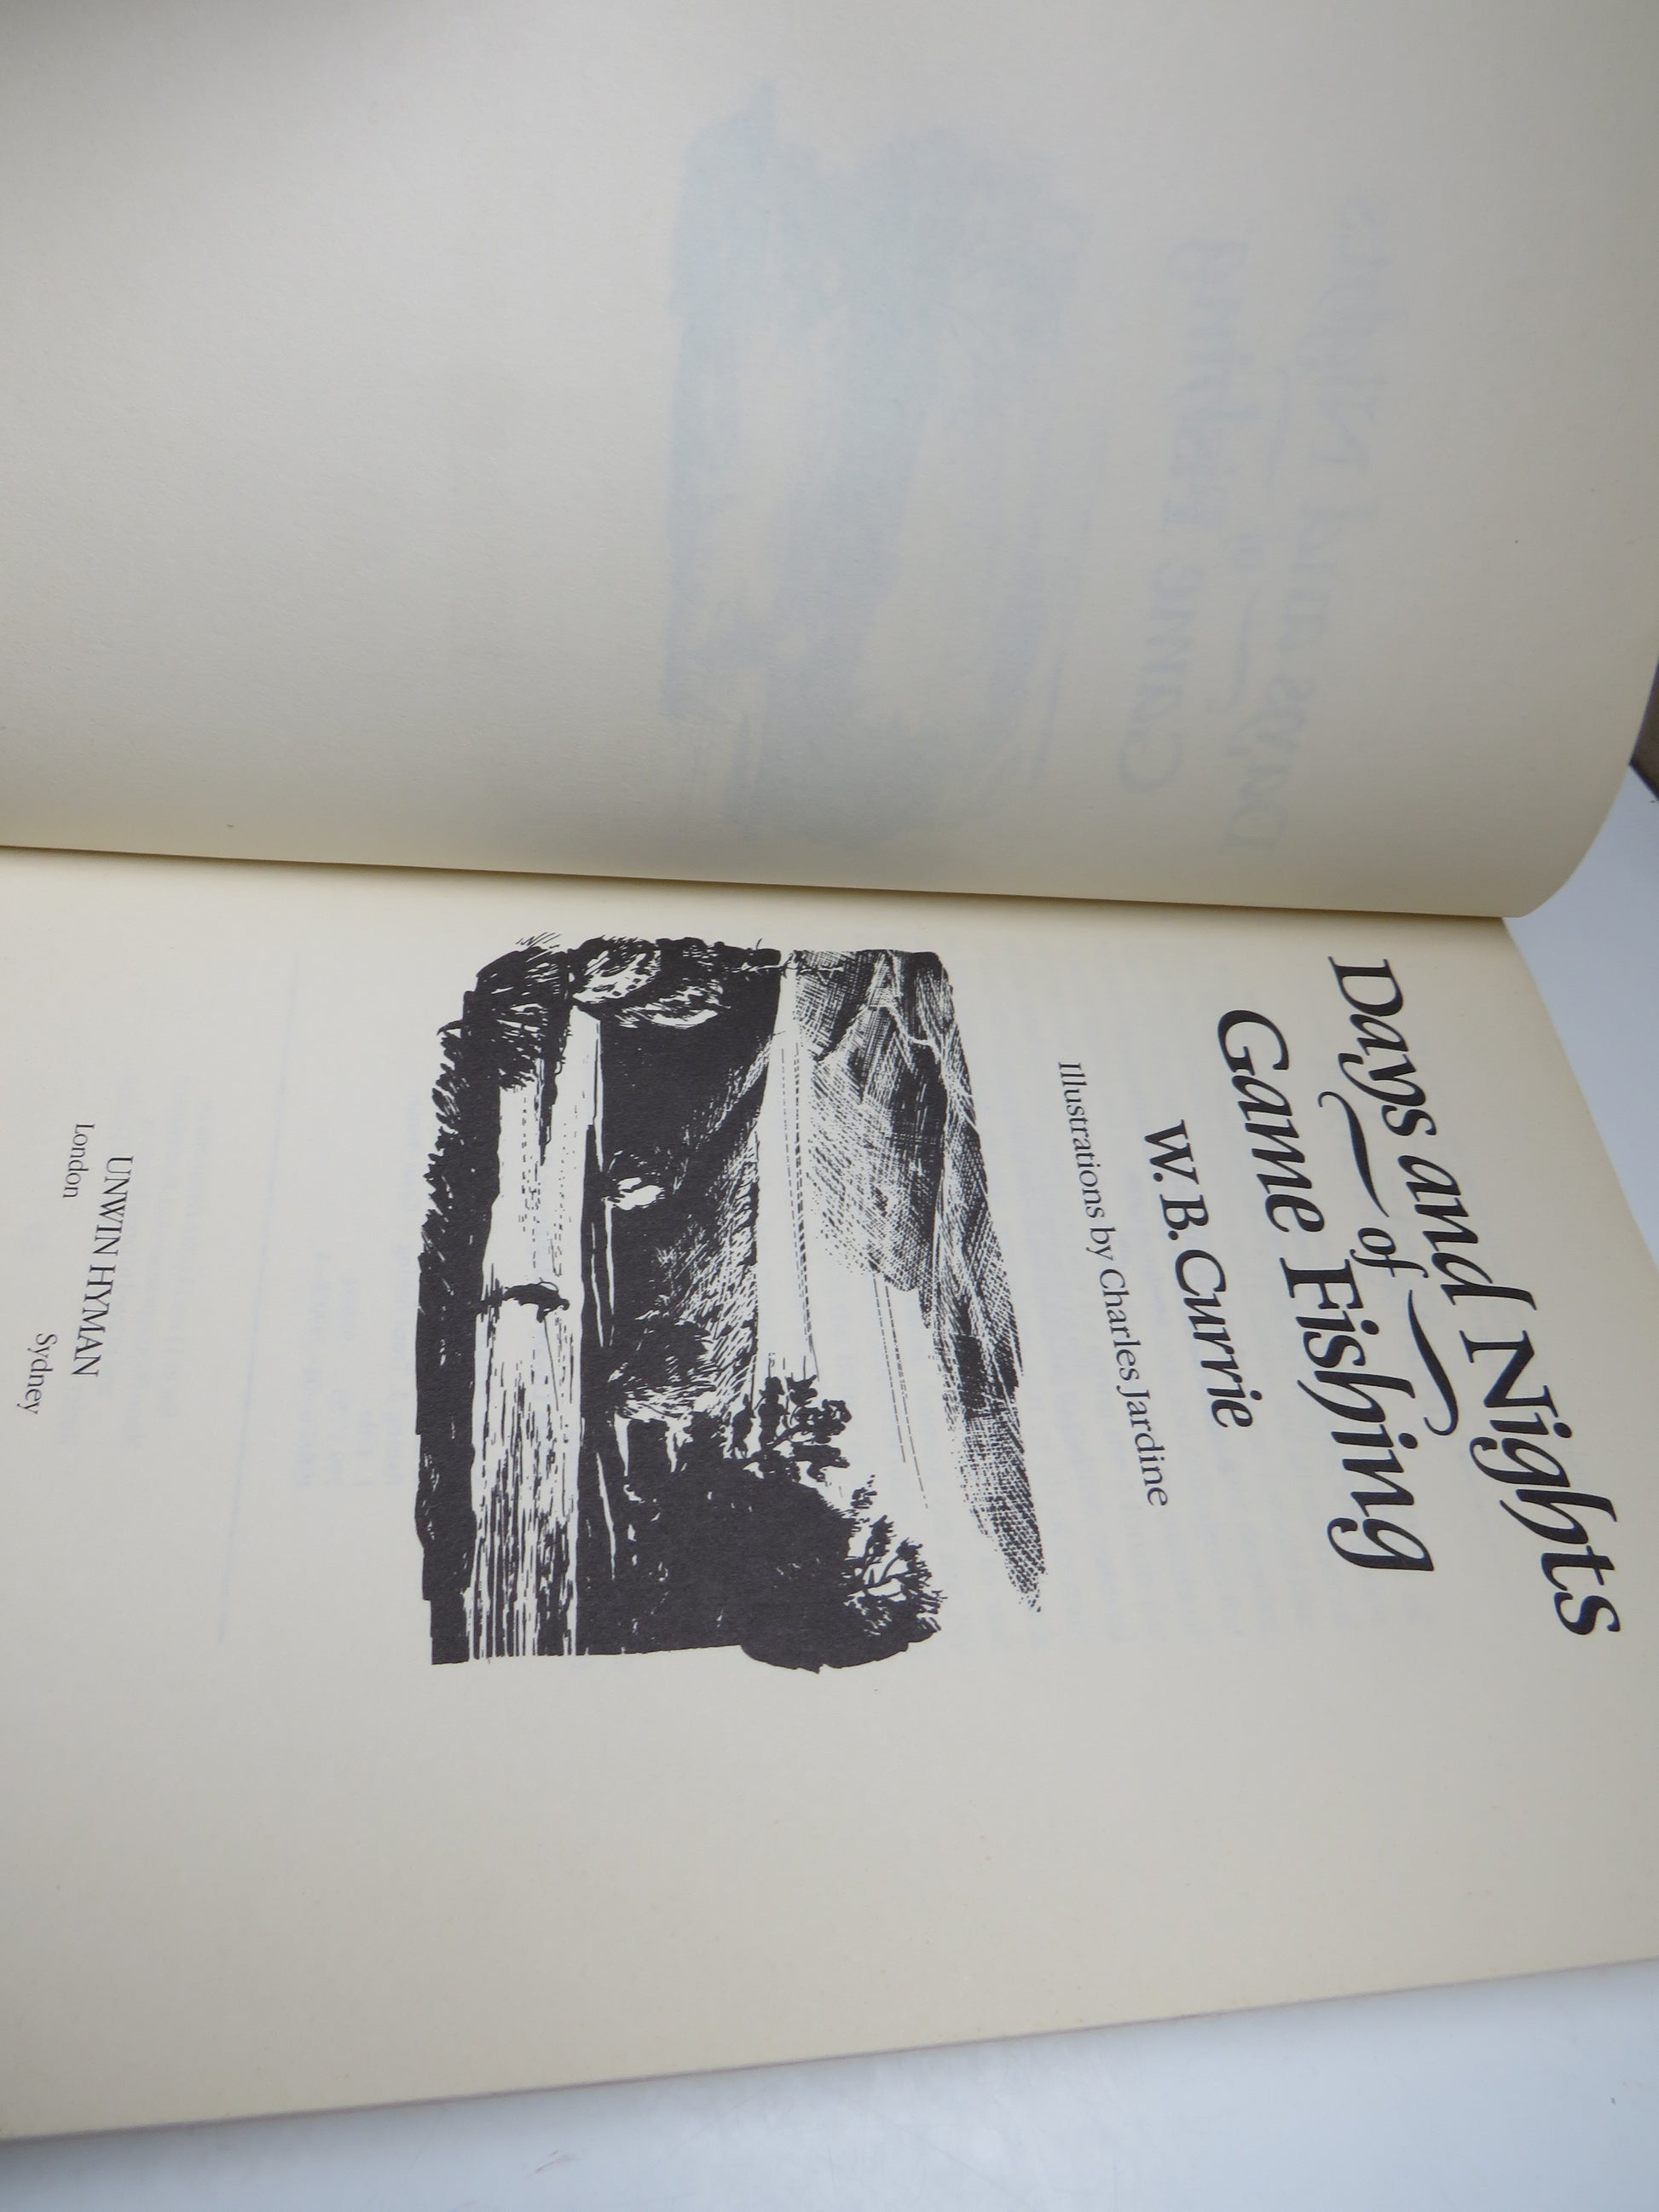 Days and Nights
of
Game Fishing
W. B. Currie
Illustrations by Charles Jardine
UNWIN HYMAN
London Sydney